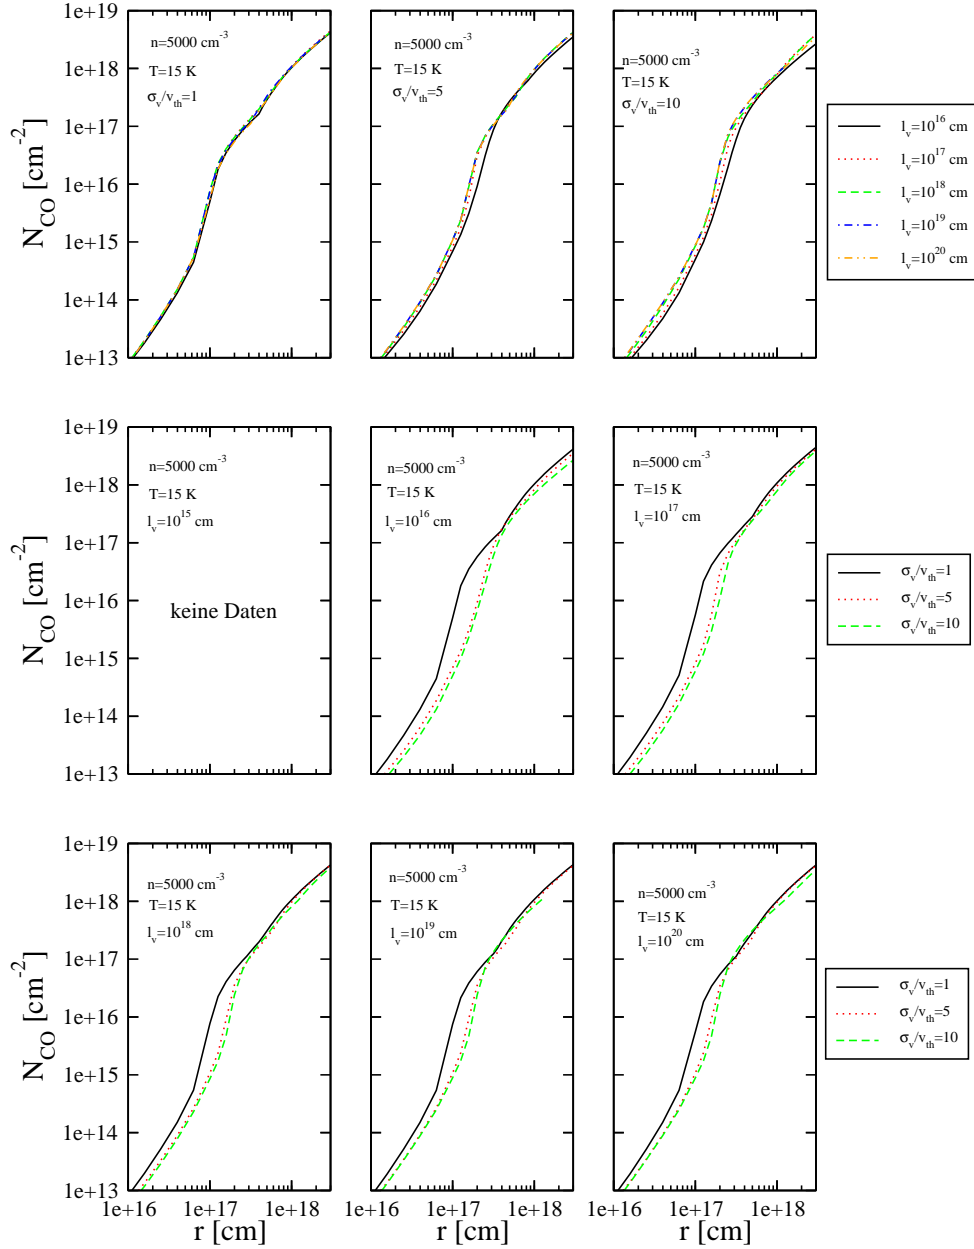 1e+19
1e+18
1e+17
1e+16
1e+15
1e+14
1e+13
N_CO [cm^-2]
n=5000 cm^-3
T=15 K
σ_v/v_th=1
n=5000 cm^-3
T=15 K
σ_v/v_th=5
n=5000 cm^-3
T=15 K
σ_v/v_th=10
l_v=10^16 cm
l_v=10^17 cm
l_v=10^18 cm
l_v=10^19 cm
l_v=10^20 cm
1e+19
1e+18
1e+17
1e+16
1e+15
1e+14
1e+13
N_CO [cm^-2]
n=5000 cm^-3
T=15 K
l_v=10^15 cm
keine Daten
n=5000 cm^-3
T=15 K
l_v=10^16 cm
n=5000 cm^-3
T=15 K
l_v=10^17 cm
σ_v/v_th=1
σ_v/v_th=5
σ_v/v_th=10
1e+19
1e+18
1e+17
1e+16
1e+15
1e+14
1e+13
N_CO [cm^-2]
n=5000 cm^-3
T=15 K
l_v=10^18 cm
n=5000 cm^-3
T=15 K
l_v=10^19 cm
n=5000 cm^-3
T=15 K
l_v=10^20 cm
σ_v/v_th=1
σ_v/v_th=5
σ_v/v_th=10
1e+16 1e+17 1e+18
1e+16 1e+17 1e+18
1e+16 1e+17 1e+18
r [cm]
r [cm]
r [cm]